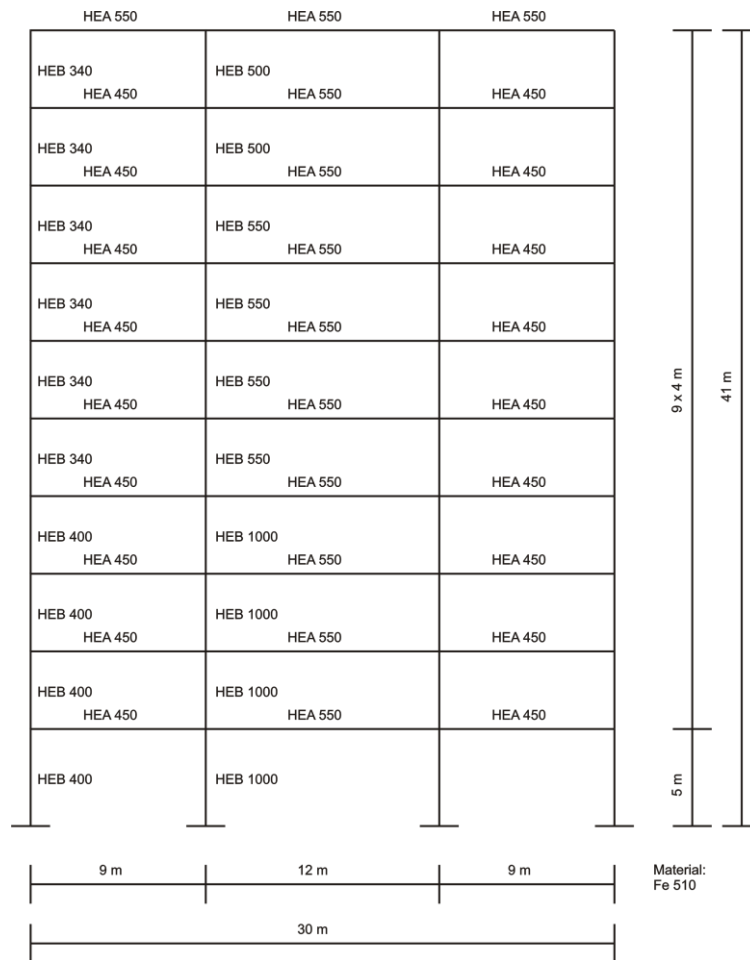 HEA 550 HEA 550 HEA 550
HEB 340 HEB 500
HEA 450 HEA 550 HEA 450
HEB 340 HEB 500
HEA 450 HEA 550 HEA 450
HEB 340 HEB 550
HEA 450 HEA 550 HEA 450
HEB 340 HEB 550
HEA 450 HEA 550 HEA 450
HEB 340 HEB 550
HEA 450 HEA 550 HEA 450
HEB 340 HEB 550
HEA 450 HEA 550 HEA 450
HEB 400 HEB 1000
HEA 450 HEA 550 HEA 450
HEB 400 HEB 1000
HEA 450 HEA 550 HEA 450
HEB 400 HEB 1000
HEA 450 HEA 550 HEA 450
HEB 400 HEB 1000
9 x 4 m
41 m
5 m
9 m 12 m 9 m
Material:
Fe 510
30 m